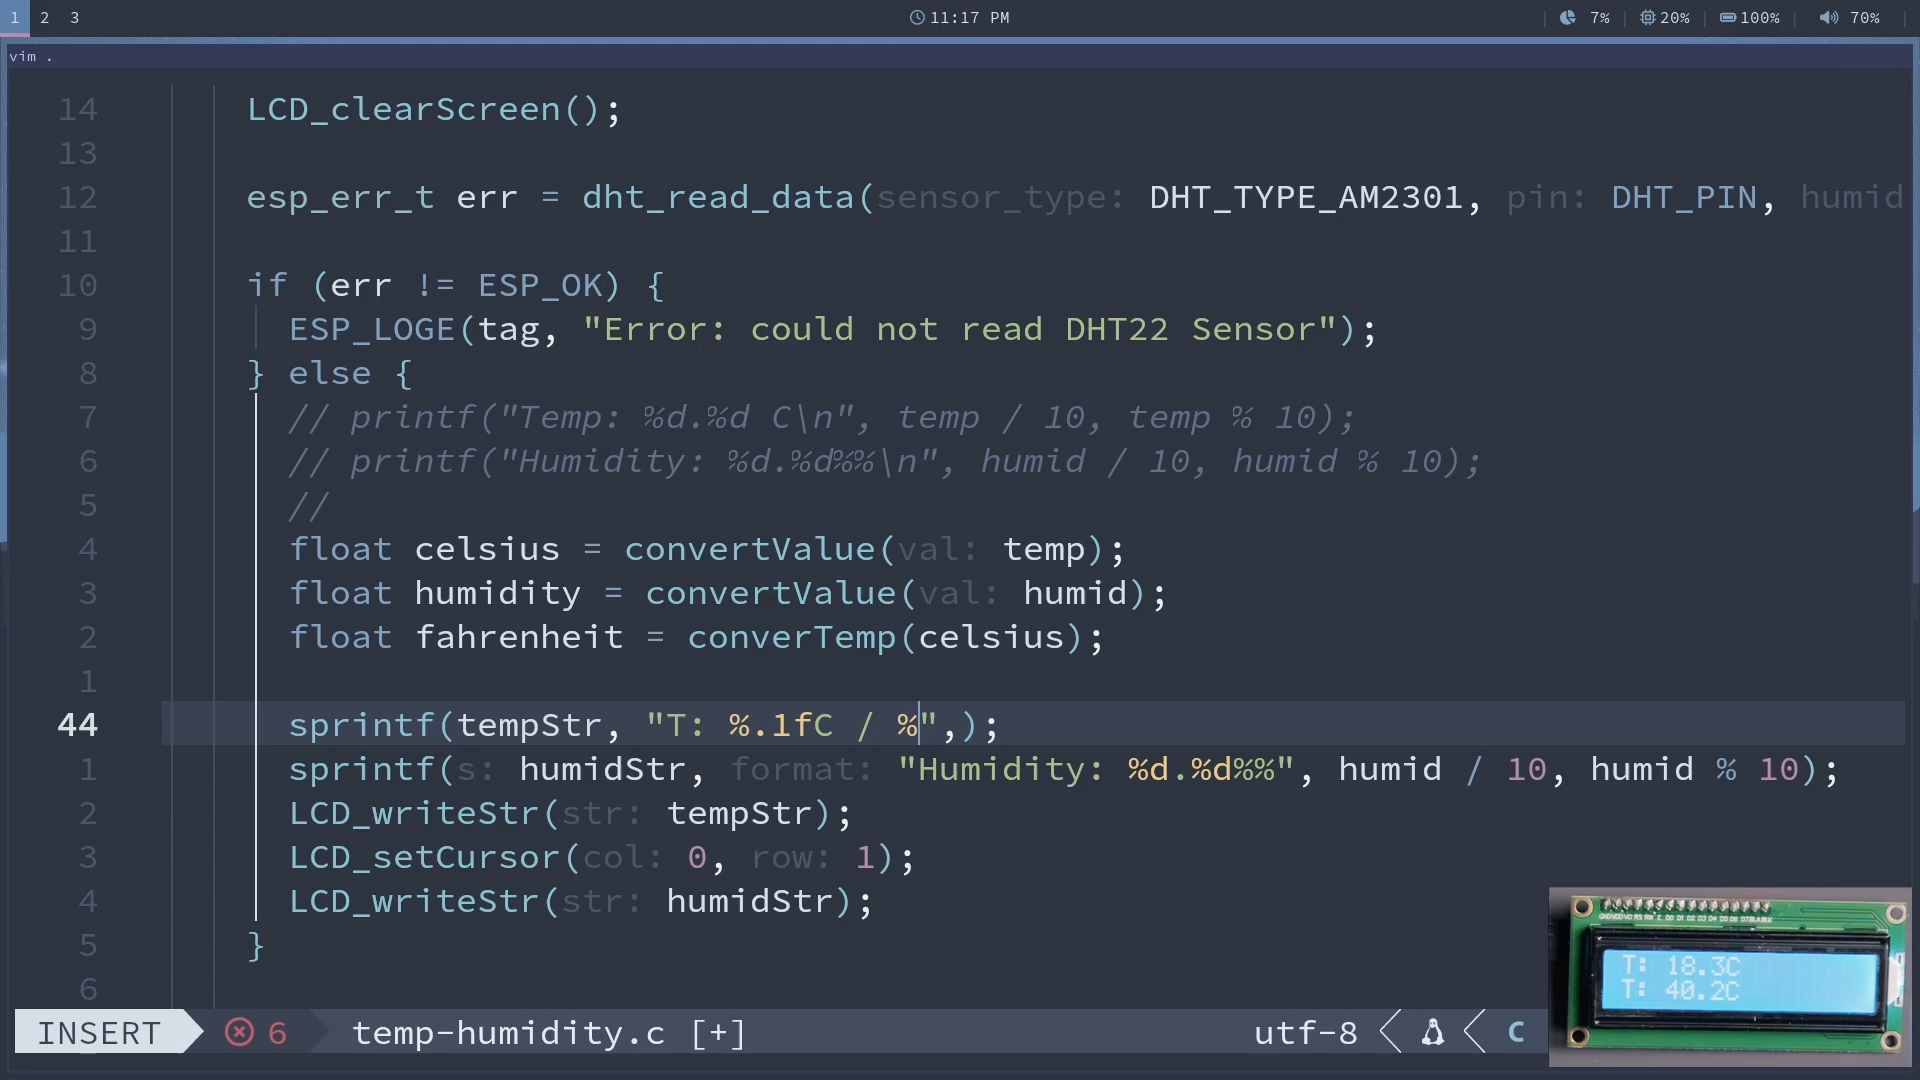 1 2 3 11:17 PM 7% 20% 100% 70%
vim .
14 LCD_clearScreen();
13
12 esp_err_t err = dht_read_data(sensor_type: DHT_TYPE_AM2301, pin: DHT_PIN, humid
11
10 if (err != ESP_OK) {
9 ESP_LOGE(tag, "Error: could not read DHT22 Sensor");
8 } else {
7 // printf("Temp: %d.%d C\n", temp / 10, temp % 10);
6 // printf("Humidity: %d.%d%%\n", humid / 10, humid % 10);
5 //
4 float celsius = convertValue(val: temp);
3 float humidity = convertValue(val: humid);
2 float fahrenheit = converTemp(celsius);
1
44 sprintf(tempStr, "T: %.1fC / %",);
1 sprintf(s: humidStr, format: "Humidity: %d.%d%%", humid / 10, humid % 10);
2 LCD_writeStr(str: tempStr);
3 LCD_setCursor(col: 0, row: 1);
4 LCD_writeStr(str: humidStr);
5 }
6
INSERT 6 temp-humidity.c [+] utf-8 C
T: 18.3C
T: 40.2C